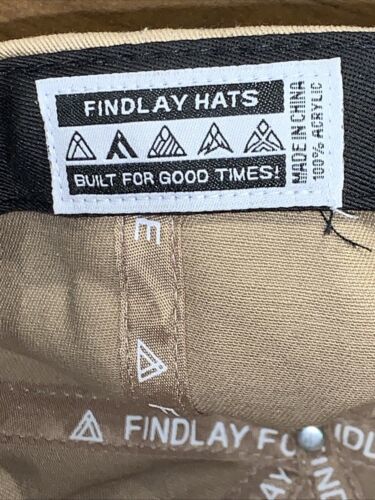 FINDLAY HATS
BUILT FOR GOOD TIMES!
MADE IN CHINA
100% ACRYLIC
E
FINDLAY FO